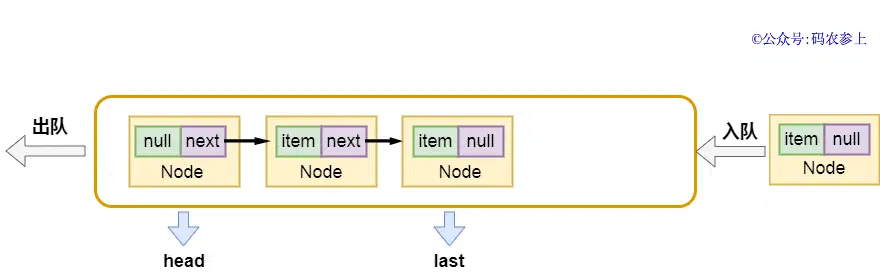 ©公众号:码农参上
出队
入队
null next
item next
item null
item null
Node
Node
Node
Node
head
last